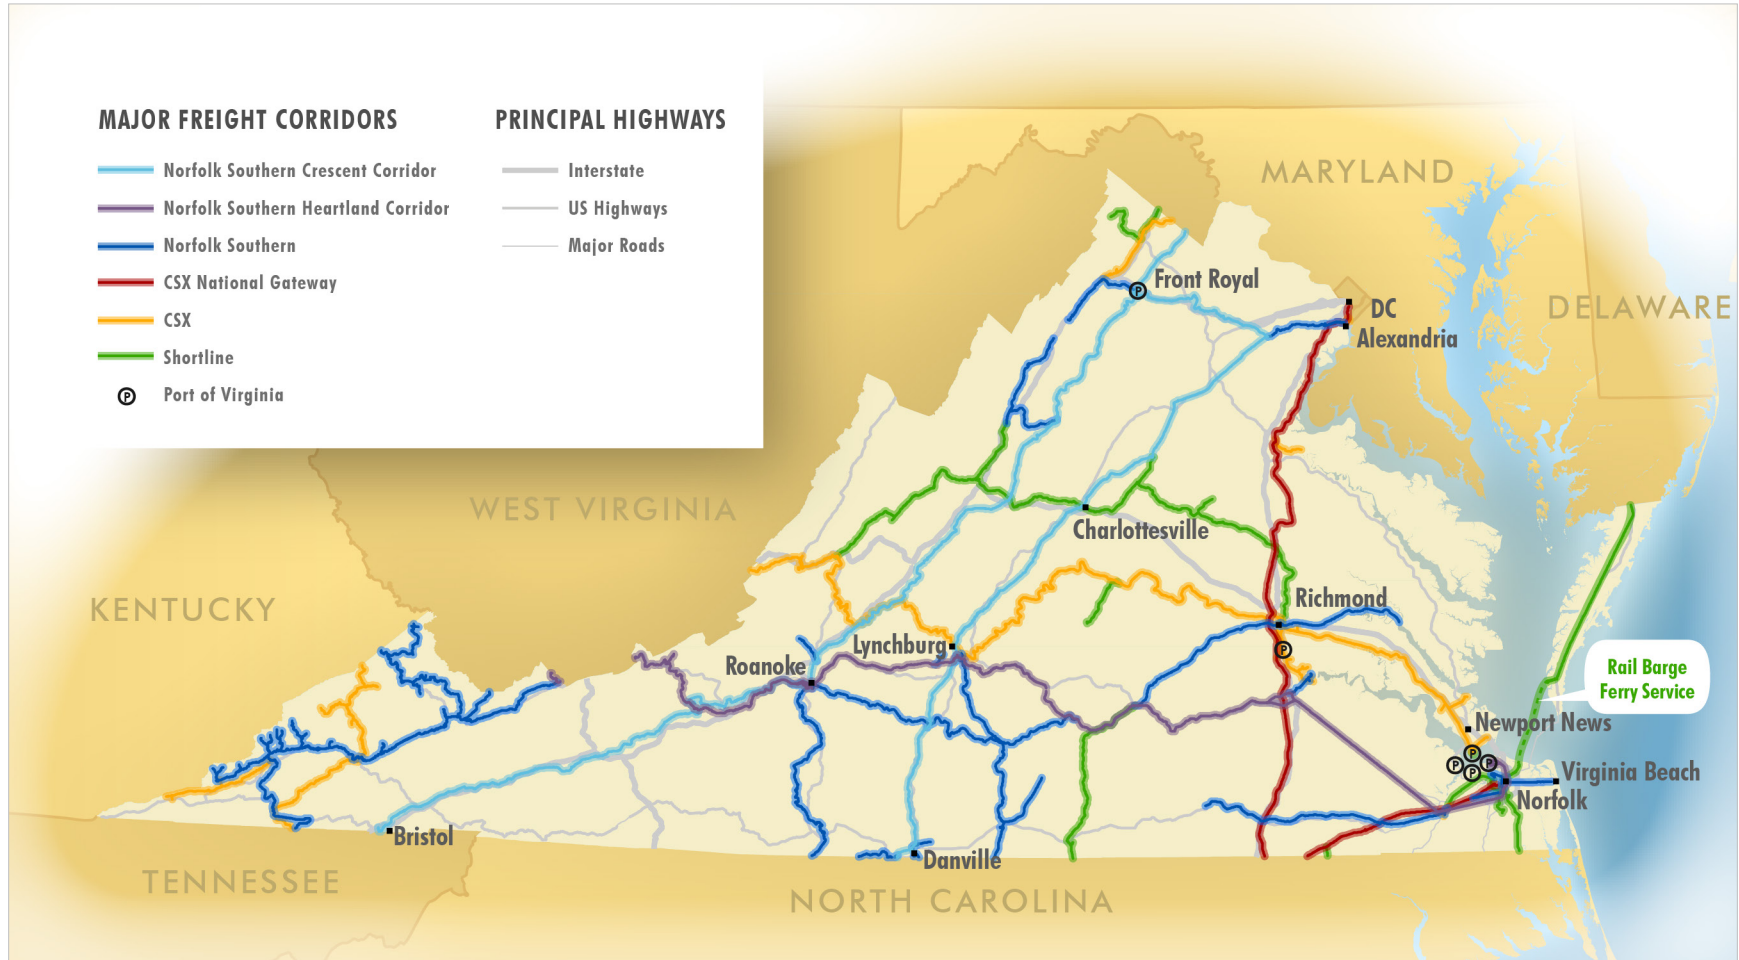 MAJOR FREIGHT CORRIDORS
Norfolk Southern Crescent Corridor
Norfolk Southern Heartland Corridor
Norfolk Southern
CSX National Gateway
CSX
Shortline
P
Port of Virginia
PRINCIPAL HIGHWAYS
Interstate
US Highways
Major Roads
MARYLAND
Front Royal
P
DC
DELAWARE
Alexandria
WEST VIRGINIA
Charlottesville
KENTUCKY
Richmond
Lynchburg
P
Roanoke
Rail Barge
Ferry Service
Newport News
P
P
P
P
Virginia Beach
Norfolk
Bristol
Danville
TENNESSEE
NORTH CAROLINA